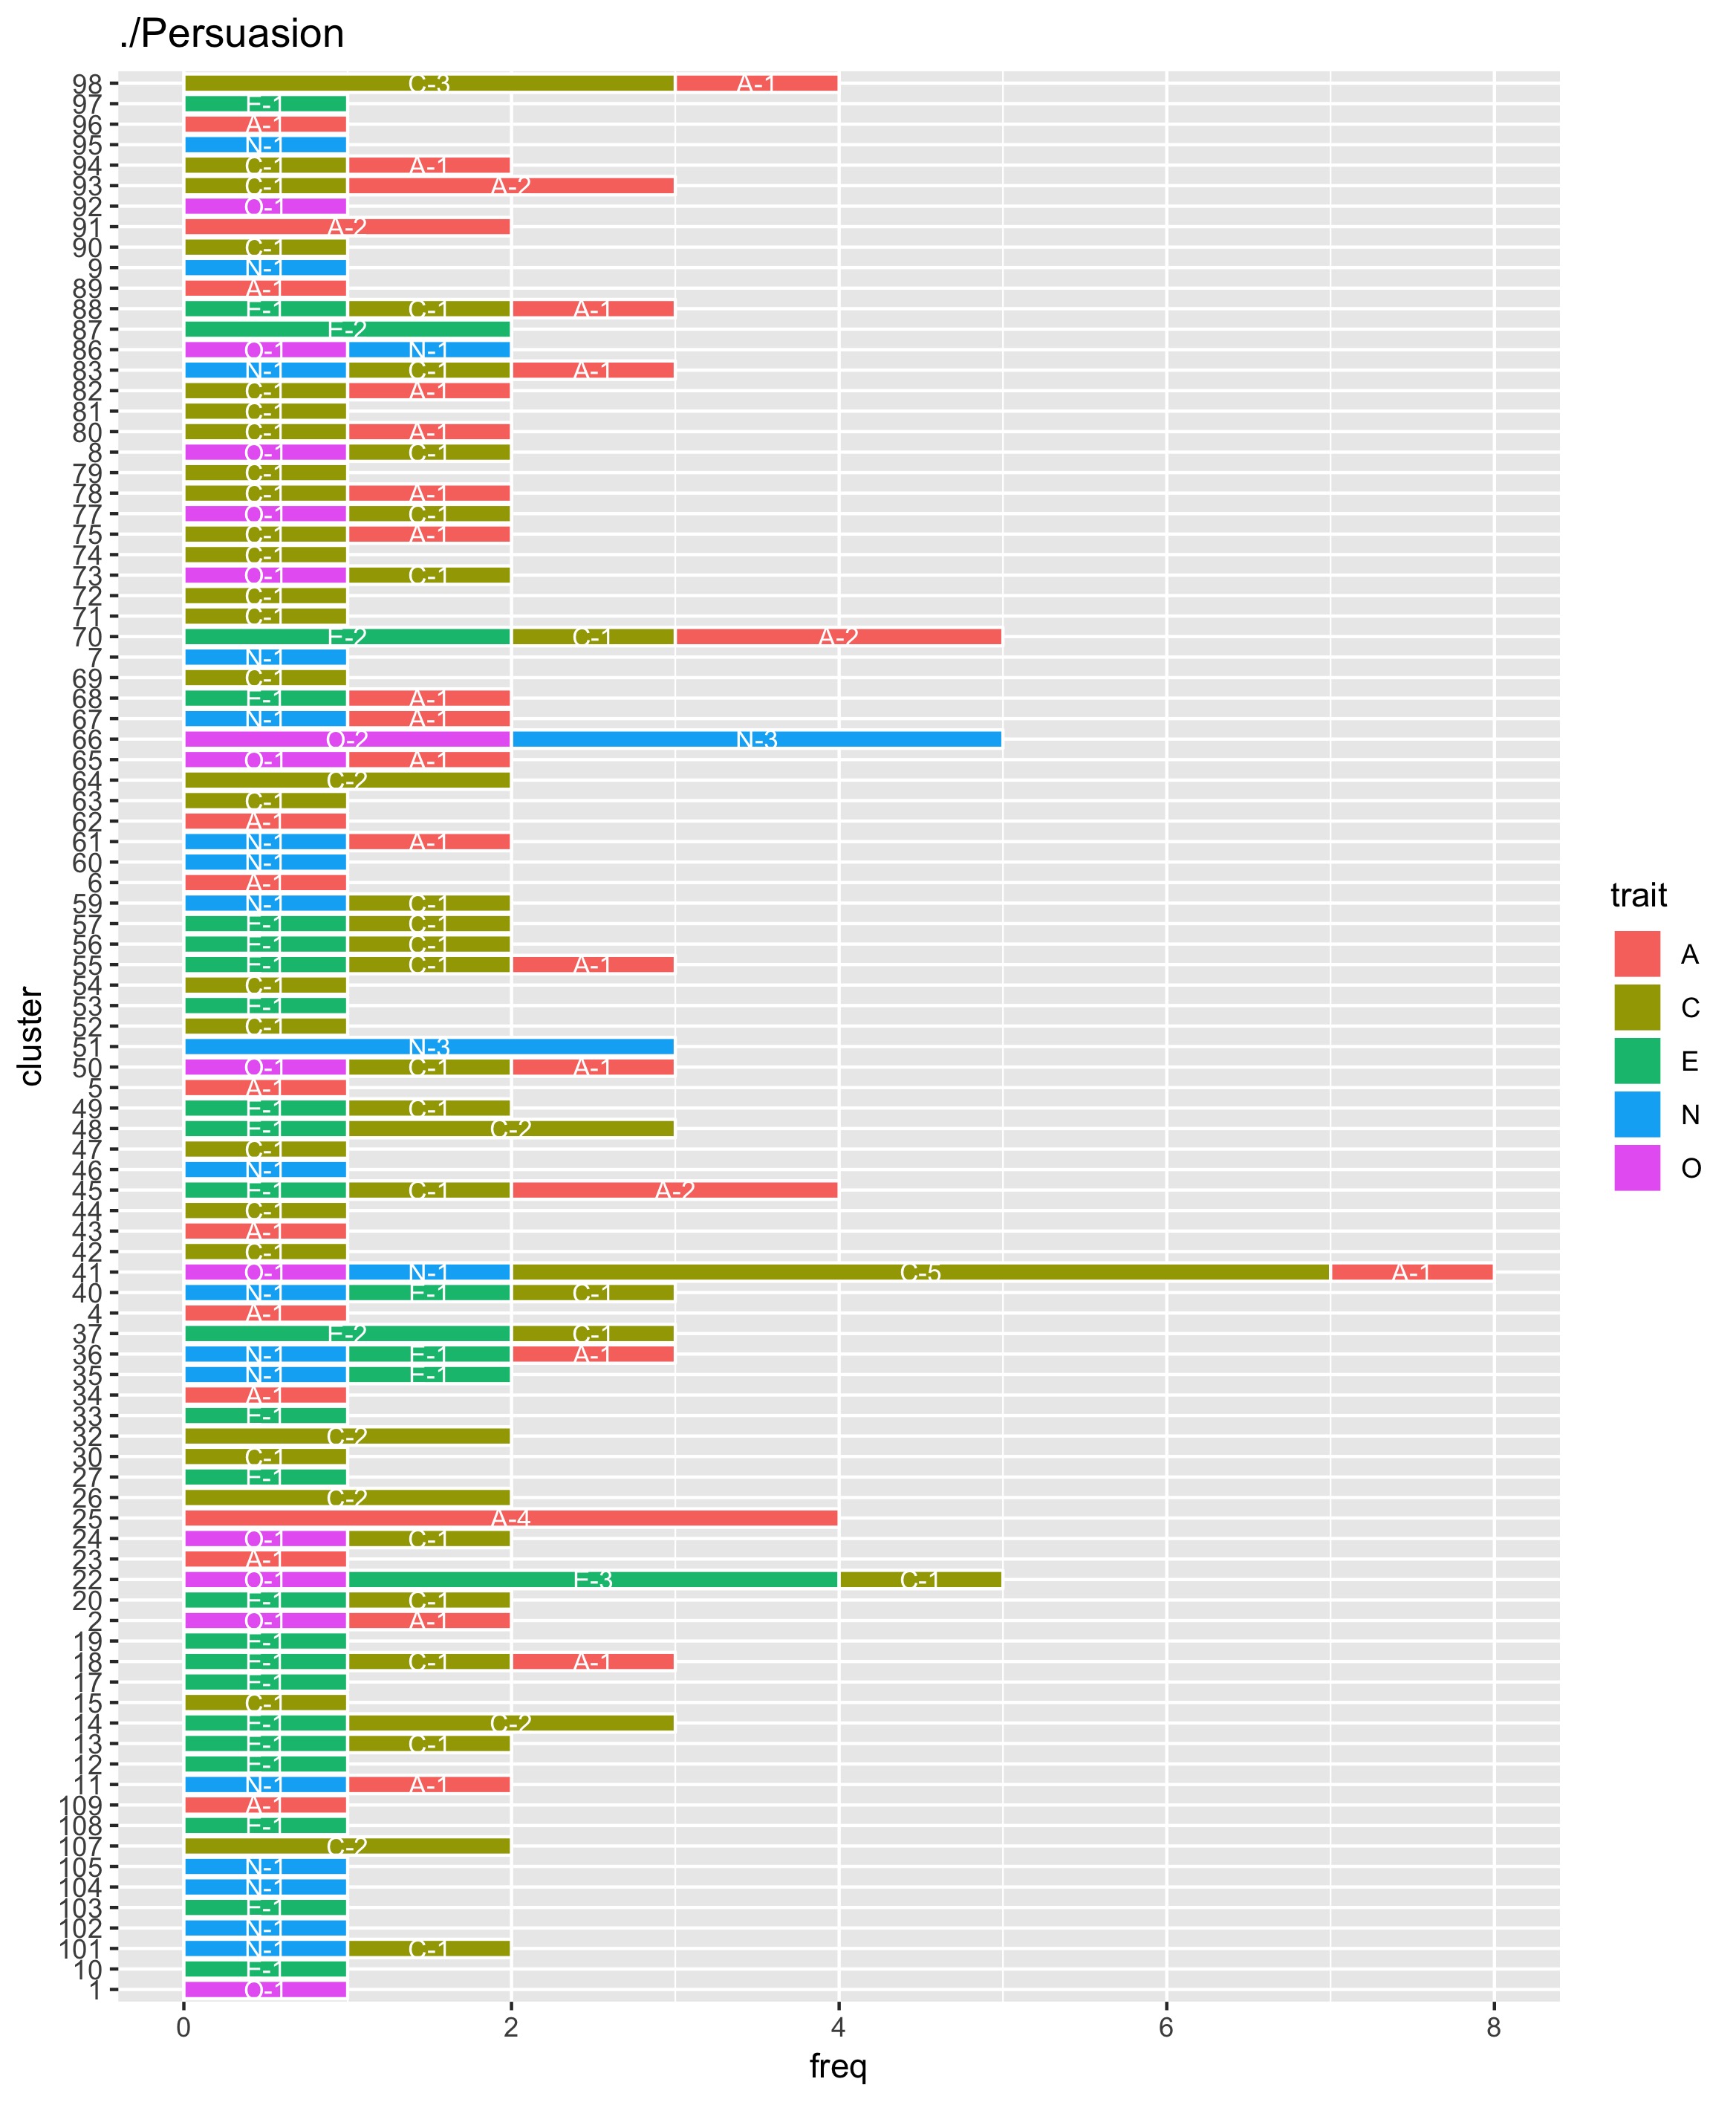 ./Persuasion
98 C-3 A-1
97 E-1
96 A-1
95 N-1
94 C-1 A-1
93 C-1 A-2
92 O-1
91 A-2
90 C-1
9 N-1
89 A-1
88 E-1 C-1 A-1
87 E-2
86 O-1 N-1
83 N-1 C-1 A-1
82 C-1 A-1
81 C-1
80 C-1 A-1
8 O-1 C-1
79 C-1
78 C-1 A-1
77 O-1 C-1
75 C-1 A-1
74 C-1
73 O-1 C-1
72 C-1
71 C-1
70 E-2 C-1 A-2
7 N-1
69 C-1
68 E-1 A-1
67 N-1 A-1
66 O-2 N-3
65 O-1 A-1
64 C-2
63 C-1
62 A-1
61 N-1 A-1
60 N-1
6 A-1
59 N-1 C-1
57 E-1 C-1
56 E-1 C-1
55 E-1 C-1 A-1
54 C-1
53 E-1
52 C-1
51 N-3
50 O-1 C-1 A-1
5 A-1
49 E-1 C-1
48 E-1 C-2
47 C-1
46 N-1
45 E-1 C-1 A-2
44 C-1
43 A-1
42 C-1
41 O-1 N-1 C-5 A-1
40 N-1 E-1 C-1
4 A-1
37 E-2 C-1
36 N-1 E-1 A-1
35 N-1 E-1
34 A-1
33 E-1
32 C-2
30 C-1
27 E-1
26 C-2
25 A-4
24 O-1 C-1
23 A-1
22 O-1 E-3 C-1
20 E-1 C-1
2 O-1 A-1
19 E-1
18 E-1 C-1 A-1
17 E-1
15 C-1
14 E-1 C-2
13 E-1 C-1
12 E-1
11 N-1 A-1
109 A-1
108 E-1
107 C-2
105 N-1
104 N-1
103 E-1
102 N-1
101 N-1 C-1
10 E-1
1 O-1
0 2 4 6 8
freq
cluster
trait
A
C
E
N
O